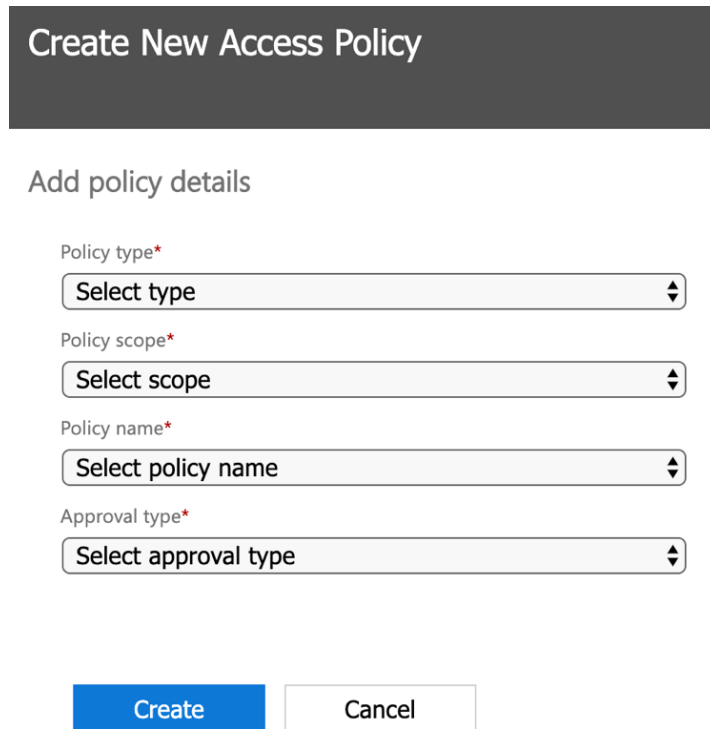 Create New Access Policy
Add policy details
Policy type*
Select type
Policy scope*
Select scope
Policy name*
Select policy name
Approval type*
Select approval type
Create Cancel